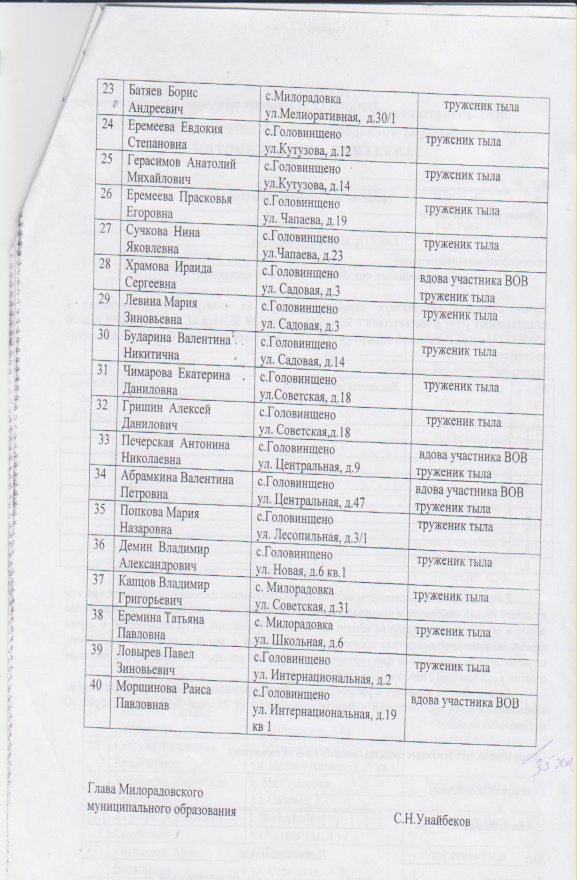 23 Батяев Борис Андреевич с.Милорадовка ул.Мелиоративная, д.30/1 труженик тыла
24 Еремеева Евдокия Степановна с.Головинщено ул.Кутузова, д.12 труженик тыла
25 Герасимов Анатолий Михайлович с.Головинщено ул.Кутузова, д.14 труженик тыла
26 Еремеева Прасковья Егоровна с.Головинщено ул. Чапаева, д.19 труженик тыла
27 Сучкова Нина Яковлевна с.Головинщено ул.Чапаева, д.23 труженик тыла
28 Храмова Ираида Сергеевна с.Головинщено ул. Садовая, д.3 вдова участника ВОВ труженик тыла
29 Левина Мария Зиновьевна с.Головинщено ул. Садовая, д.3 труженик тыла
30 Бударина Валентина Никитична с.Головинщено ул. Садовая, д.14 труженик тыла
31 Чимарова Екатерина Даниловна с.Головинщено ул.Советская, д.18 труженик тыла
32 Гришин Алексей Данилович с.Головинщено ул. Советская,д.18 труженик тыла
33 Печерская Антонина Николаевна с.Головинщено ул. Центральная, д.9 вдова участника ВОВ труженик тыла
34 Абрамкина Валентина Петровна с.Головинщено ул. Центральная, д.47 вдова участника ВОВ труженик тыла
35 Попкова Мария Назаровна с.Головинщено ул. Лесопильная, д.3/1 труженик тыла
36 Демин Владимир Александрович с.Головинщено ул. Новая, д.6 кв.1 труженик тыла
37 Капцов Владимир Григорьевич с. Милорадовка ул. Советская, д.31 труженик тыла
38 Еремина Татьяна Павловна с. Милорадовка ул. Школьная, д.6 труженик тыла
39 Ловырев Павел Зиновьевич с.Головинщено ул. Интернациональная, д.2 труженик тыла
40 Морщинова Раиса Павловнав с.Головинщено ул. Интернациональная, д.19 кв 1 вдова участника ВОВ
Глава Милорадовского
муниципального образования С.Н.Унайбеков